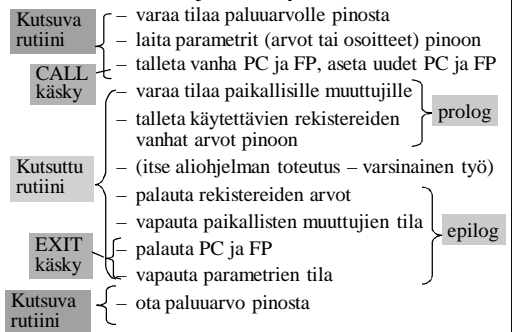 Kutsuva
rutiini
– varaa tilaa paluuarvolle pinosta
– laita parametrit (arvot tai osoitteet) pinoon
CALL
käsky
– talleta vanha PC ja FP, aseta uudet PC ja FP
Kutsuttu
rutiini
– varaa tilaa paikallisille muuttujille
– talleta käytettävien rekistereiden
vanhat arvot pinoon
prolog
– (itse aliohjelman toteutus – varsinainen työ)
– palauta rekistereiden arvot
– vapauta paikallisten muuttujien tila
EXIT
käsky
– palauta PC ja FP
– vapauta parametrien tila
epilog
Kutsuva
rutiini
– ota paluuarvo pinosta